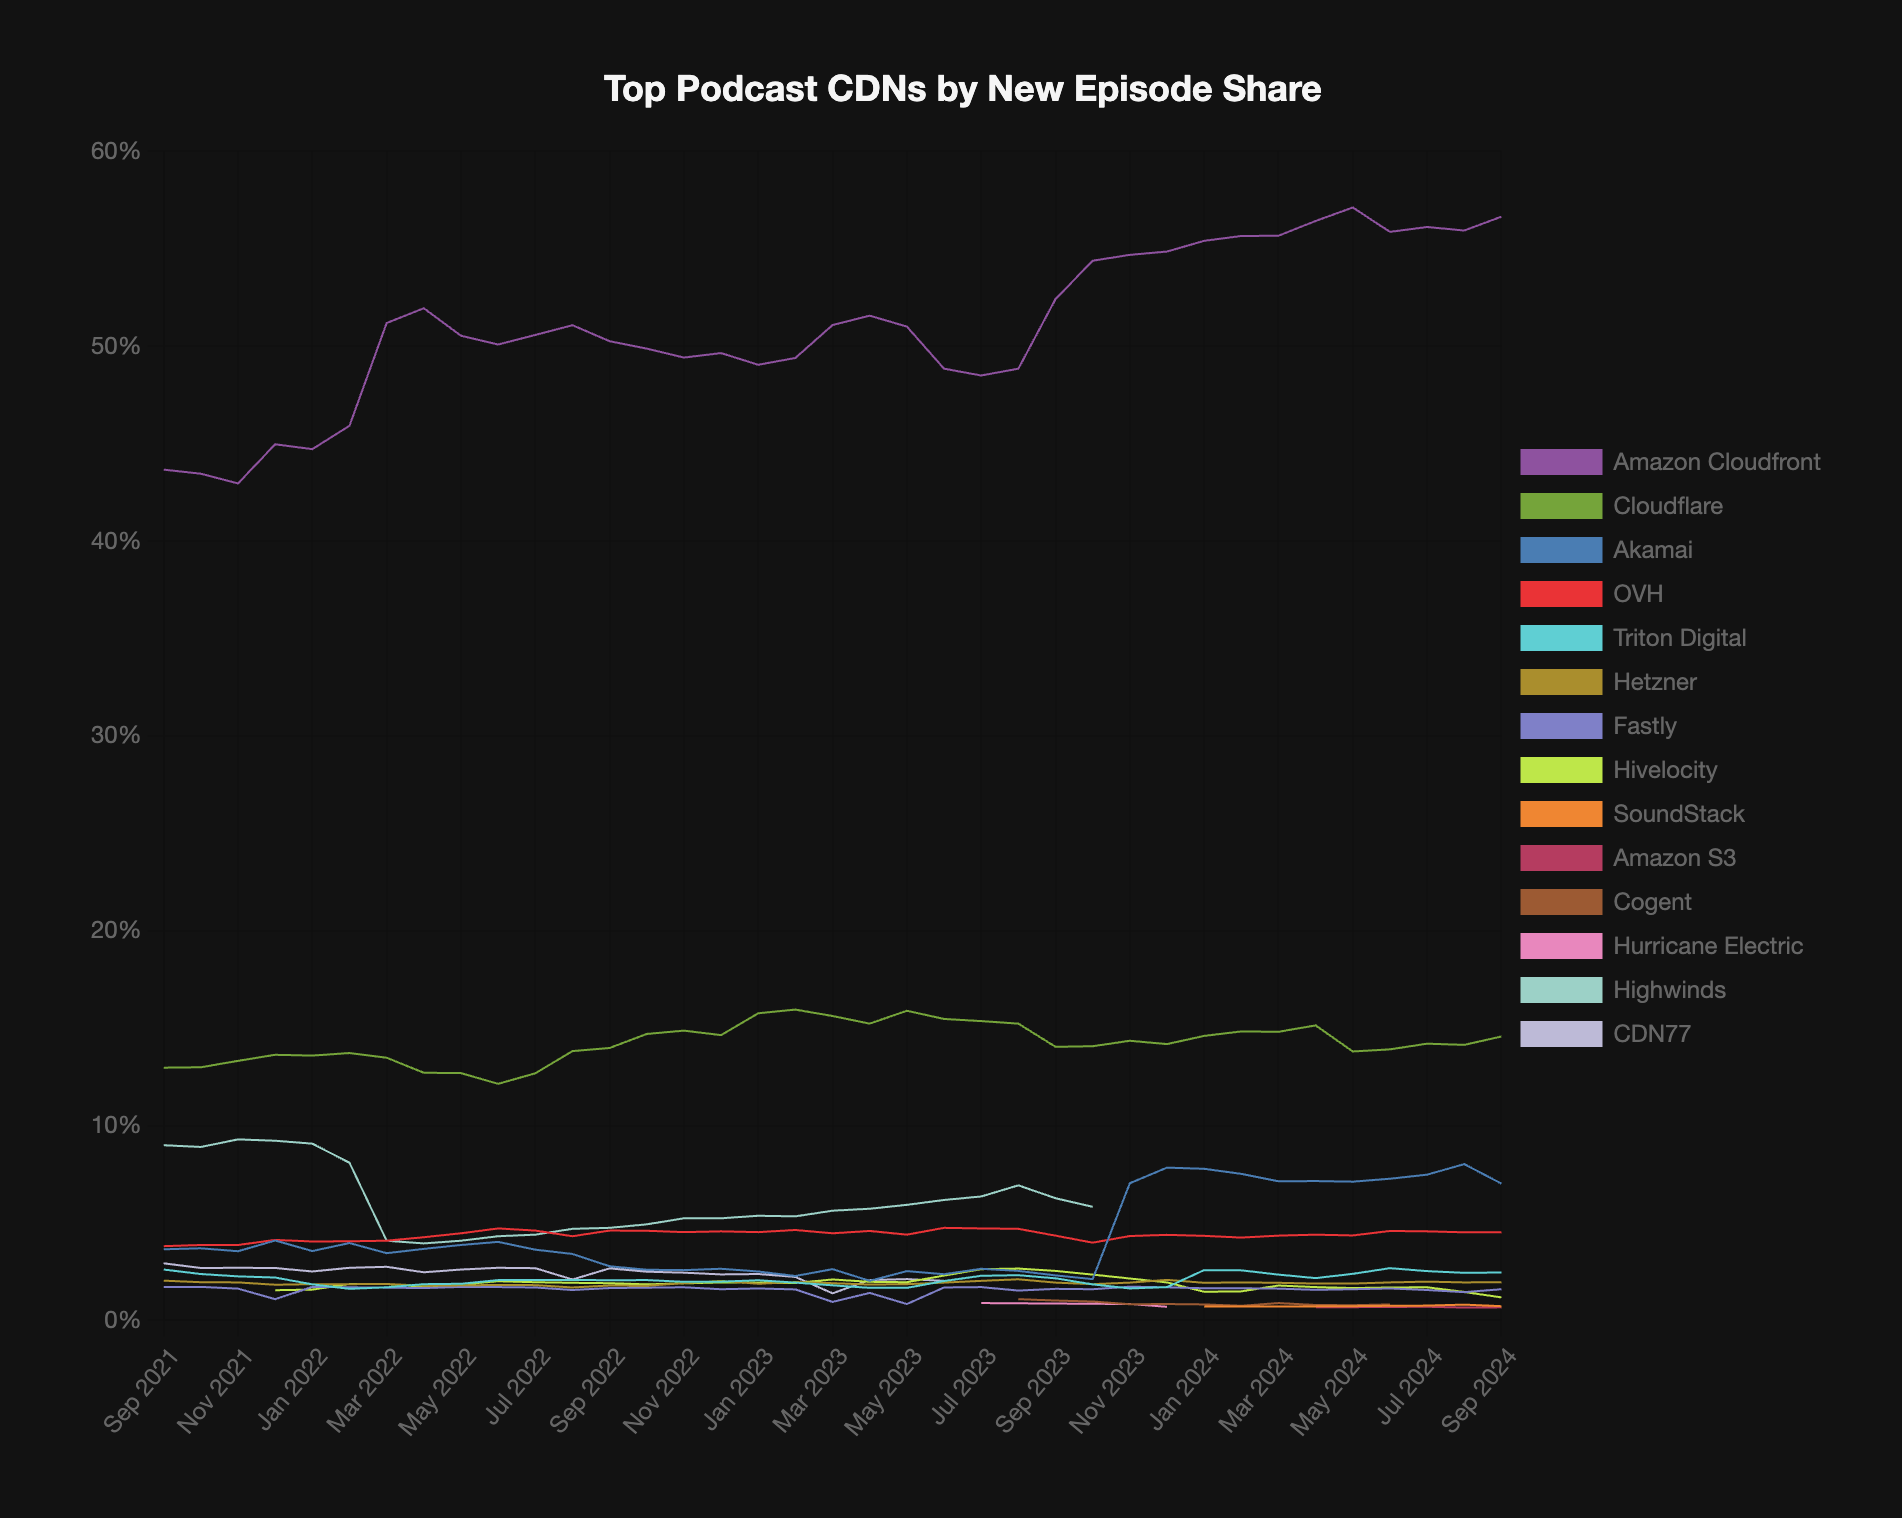 Top Podcast CDNs by New Episode Share
60%
50%
40%
30%
20%
10%
0%
Sep 2021
Nov 2021
Jan 2022
Mar 2022
May 2022
Jul 2022
Sep 2022
Nov 2022
Jan 2023
Mar 2023
May 2023
Jul 2023
Sep 2023
Nov 2023
Jan 2024
Mar 2024
May 2024
Jul 2024
Sep 2024
Amazon Cloudfront
Cloudflare
Akamai
OVH
Triton Digital
Hetzner
Fastly
Hivelocity
SoundStack
Amazon S3
Cogent
Hurricane Electric
Highwinds
CDN77